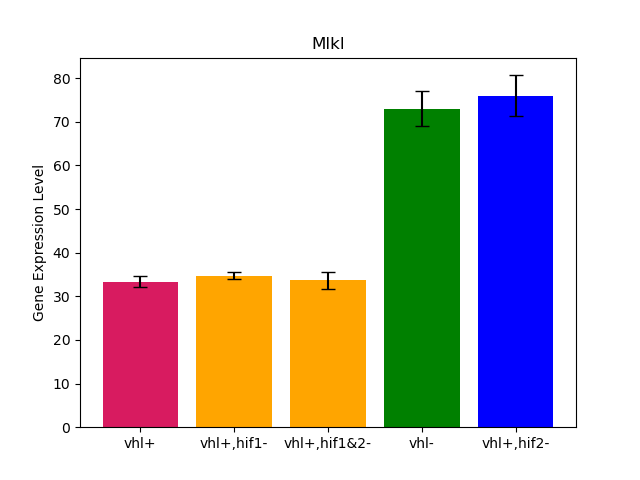 Mlkl
Gene Expression Level
80
70
60
50
40
30
20
10
0
vhl+
vhl+,hif1-
vhl+,hif1&2-
vhl-
vhl+,hif2-